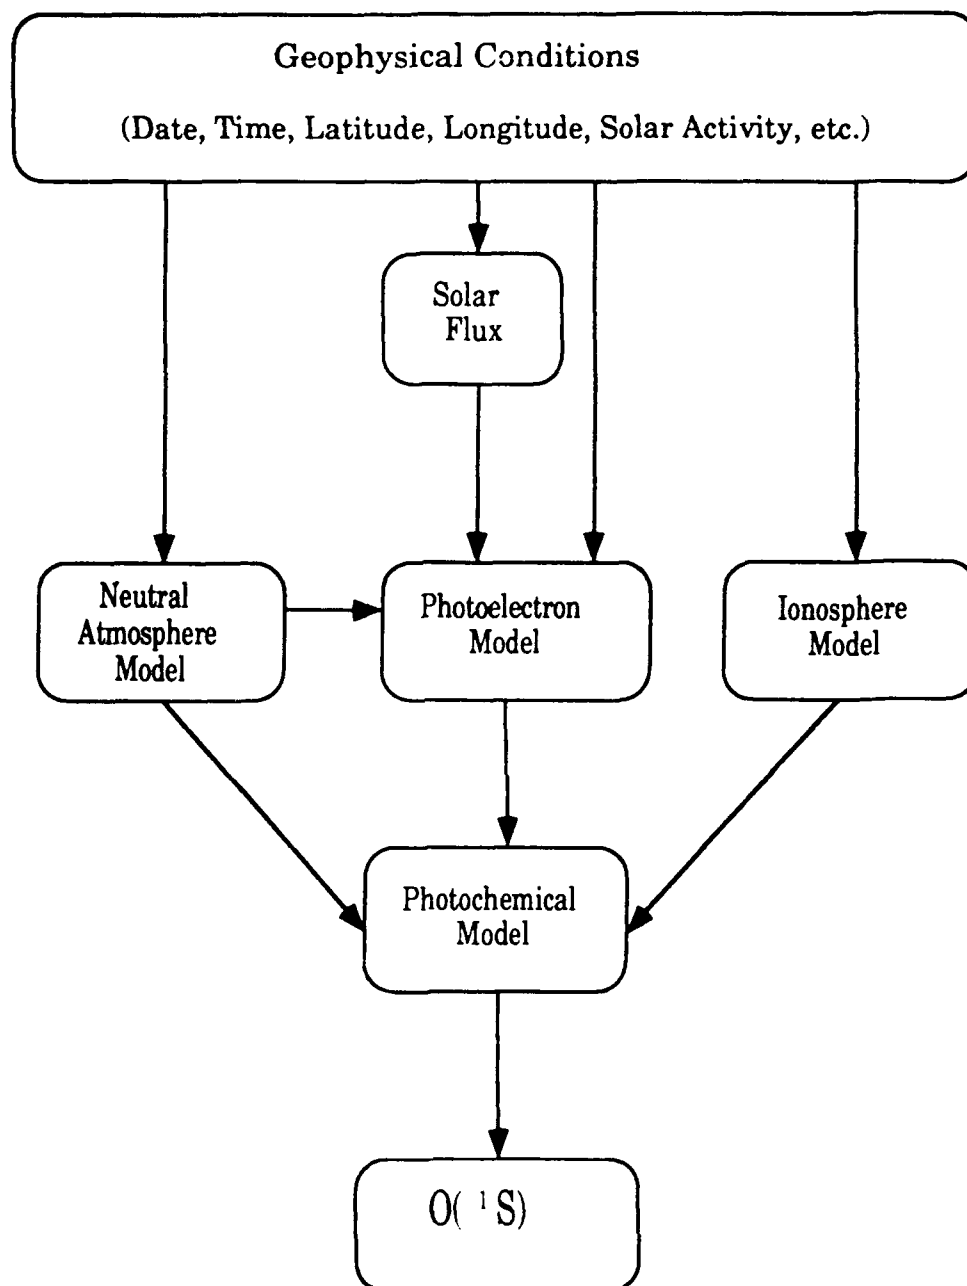 Geophysical Conditions
(Date, Time, Latitude, Longitude, Solar Activity, etc.)
Solar
Flux
Neutral
Atmosphere
Model
Photoelectron
Model
Ionosphere
Model
Photochemical
Model
O( ¹ S)